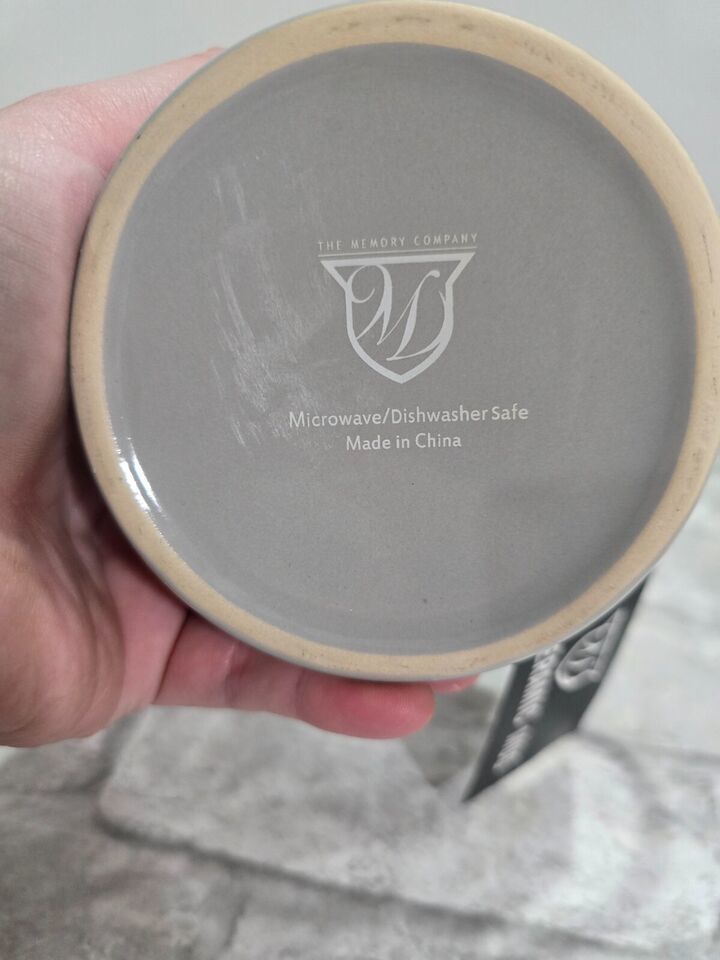 THE MEMORY COMPANY
M
Microwave/Dishwasher Safe
Made in China